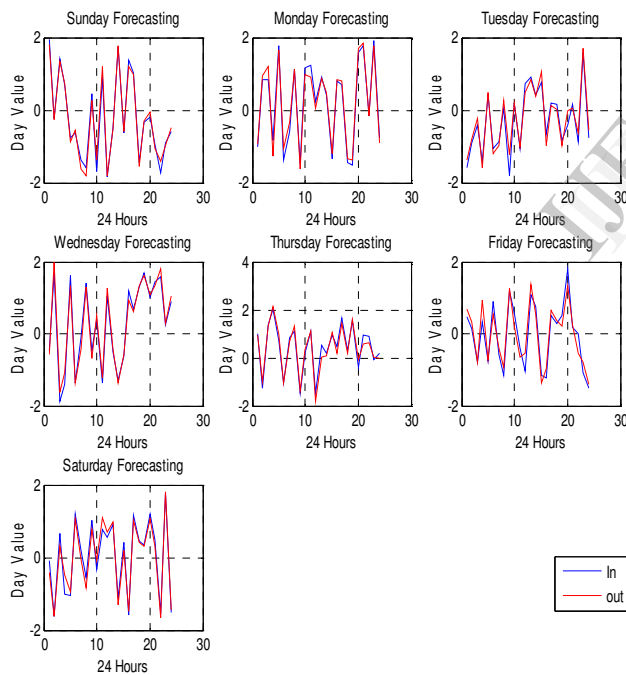 Sunday Forecasting
Monday Forecasting
Tuesday Forecasting
2
2
2
Day Value
Day Value
Day Value
0
0
0
-2
-2
-2
0 10 20 30
0 10 20 30
0 10 20 30
24 Hours
24 Hours
24 Hours
Wednesday Forecasting
Thursday Forecasting
Friday Forecasting
2
4
2
Day Value
Day Value
Day Value
0
2
0
0
-2
-2
-2
0 10 20 30
0 10 20 30
0 10 20 30
24 Hours
24 Hours
24 Hours
Saturday Forecasting
2
Day Value
0
-2
0 10 20 30
24 Hours
In
out